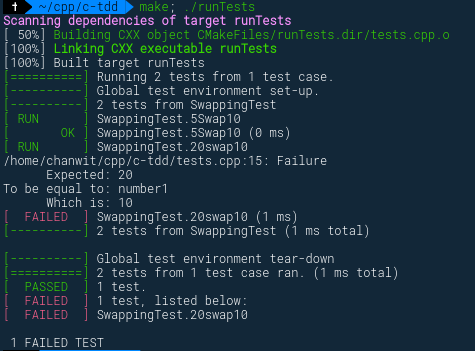 ✝ ~/cpp/c-tdd make; ./runTests
Scanning dependencies of target runTests
[ 50%] Building CXX object CMakeFiles/runTests.dir/tests.cpp.o
[100%] Linking CXX executable runTests
[100%] Built target runTests
[==========] Running 2 tests from 1 test case.
[----------] Global test environment set-up.
[----------] 2 tests from SwappingTest
[ RUN      ] SwappingTest.5Swap10
[       OK ] SwappingTest.5Swap10 (0 ms)
[ RUN      ] SwappingTest.20swap10
/home/chanwit/cpp/c-tdd/tests.cpp:15: Failure
      Expected: 20
To be equal to: number1
      Which is: 10
[  FAILED  ] SwappingTest.20swap10 (1 ms)
[----------] 2 tests from SwappingTest (1 ms total)
[----------] Global test environment tear-down
[==========] 2 tests from 1 test case ran. (1 ms total)
[  PASSED  ] 1 test.
[  FAILED  ] 1 test, listed below:
[  FAILED  ] SwappingTest.20swap10
1 FAILED TEST